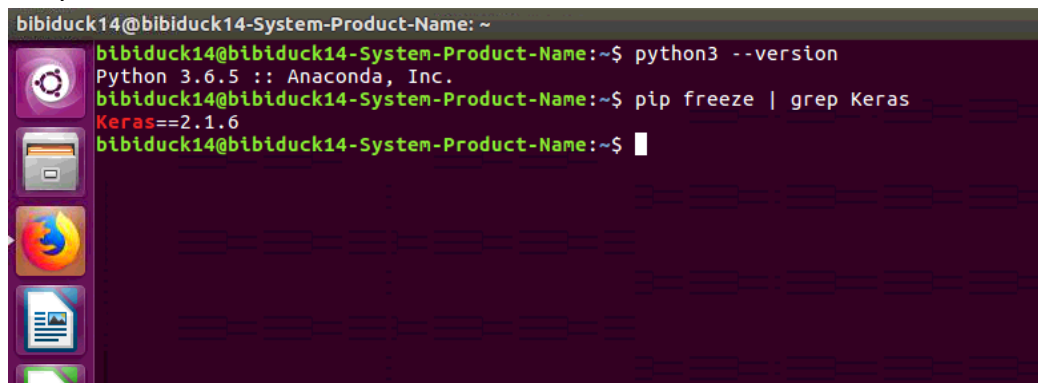 bibiduck14@bibiduck14-System-Product-Name: ~
bibiduck14@bibiduck14-System-Product-Name:~$ python3 --version
Python 3.6.5 :: Anaconda, Inc.
bibiduck14@bibiduck14-System-Product-Name:~$ pip freeze | grep Keras
Keras==2.1.6
bibiduck14@bibiduck14-System-Product-Name:~$